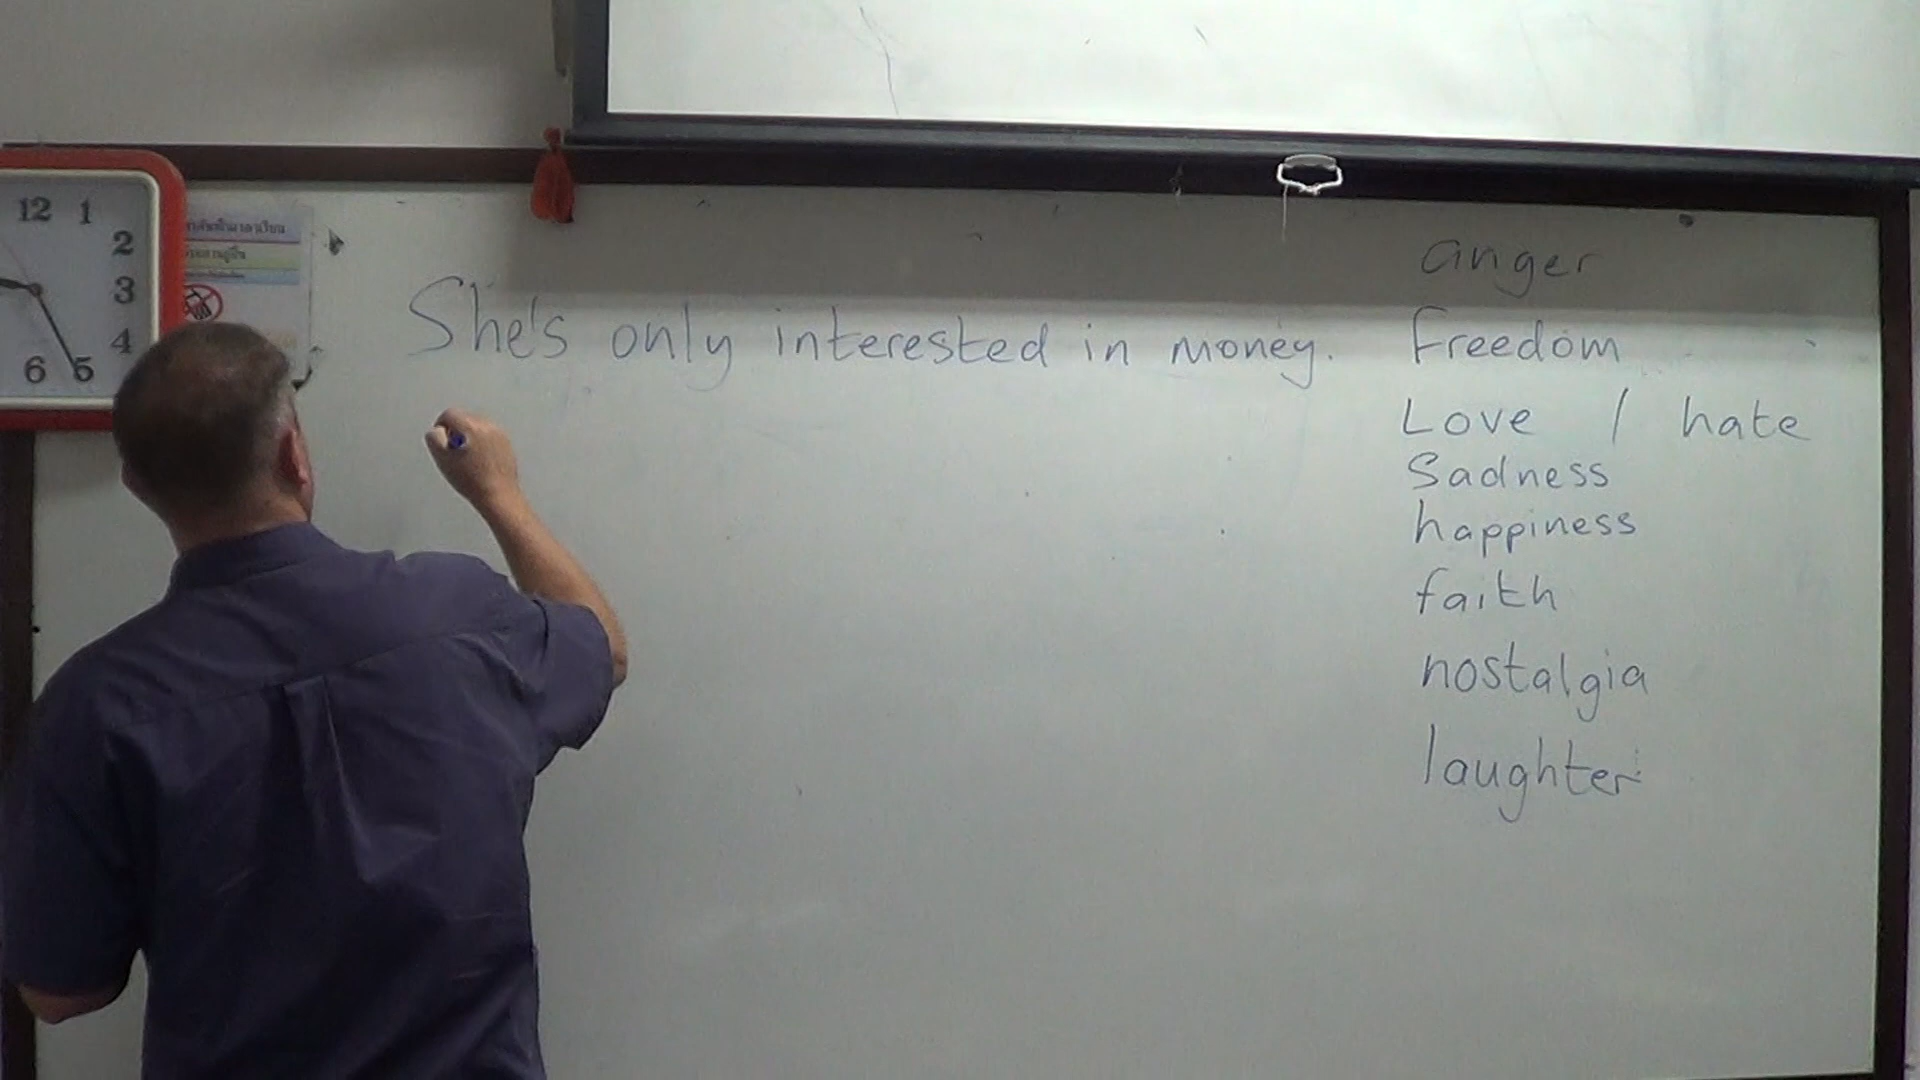 12 1
2
3
4
5
6
anger
She's only interested in money. Freedom
Love / hate
Sadness
happiness
faith
nostalgia
laughter